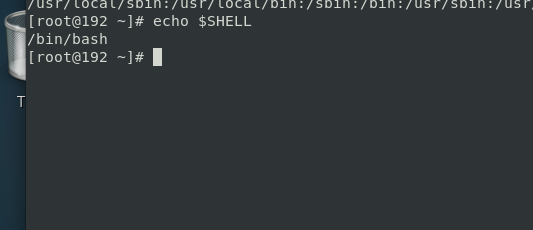 /usr/local/sbin:/usr/local/bin:/sbin:/bin:/usr/sbin:/usr/
[root@192 ~]# echo $SHELL
/bin/bash
[root@192 ~]#
T